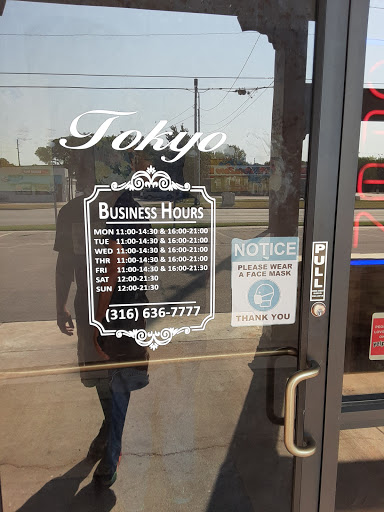 Tokyo
BUSINESS HOURS
MON 11:00-14:30 & 16:00-21:00
TUE 11:00-14:30 & 16:00-21:00
WED 11:00-14:30 & 16:00-21:00
THR 11:00-14:30 & 16:00-21:00
FRI 11:00-14:30 & 16:00-21:30
SAT 12:00-21:30
SUN 12:00-21:30
(316) 636-7777
NOTICE
PLEASE WEAR
A FACE MASK
THANK YOU
PULL